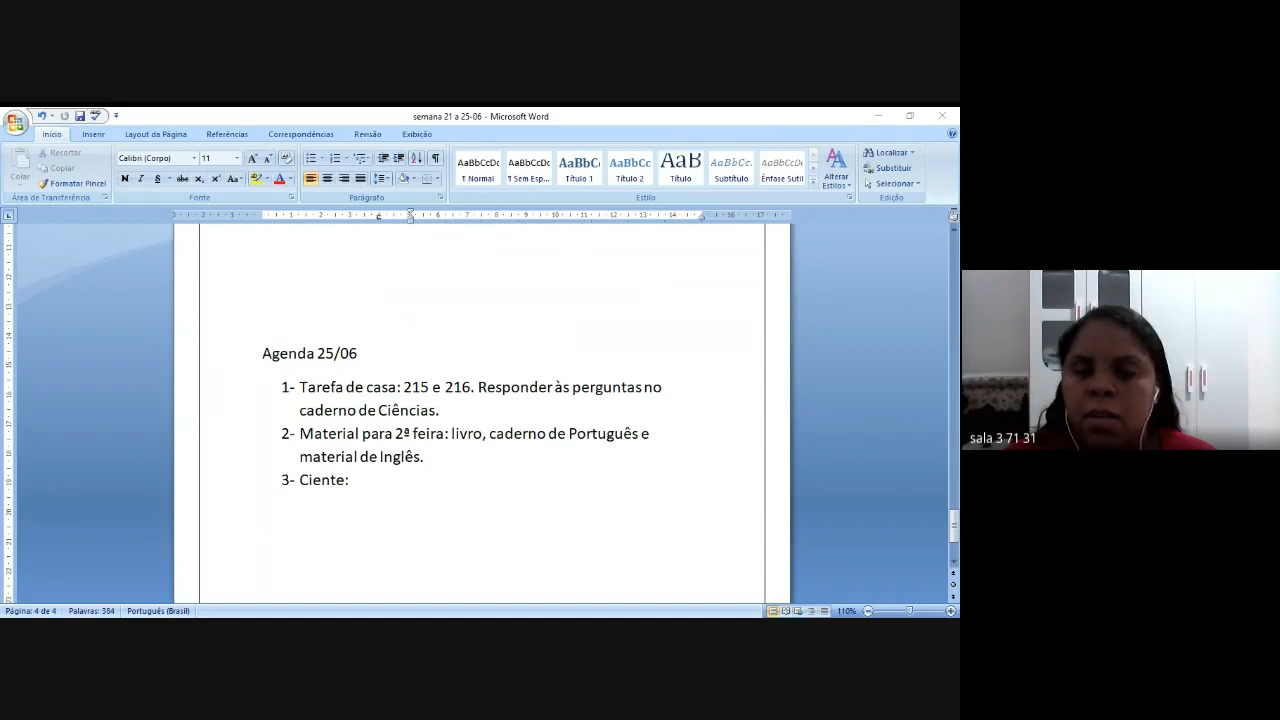 semana 21 a 25-06 - Microsoft Word
Início Inserir Layout da Página Referências Correspondências Revisão Exibição
Colar
Recortar
Copiar
Formatar Pincel
Área de Transferência
Calibri (Corpo) 11
N I S abc x₂ x² Aa
Fonte
Parágrafo
AaBbCcDc AaBbCcDc AaBbC AaBbCc AaB AaBbCc. AaBbCcDc
¶ Normal ¶ Sem Esp... Título 1 Título 2 Título Subtítulo Ênfase Sutil
Alterar Estilos
Estilo
Localizar
Substituir
Selecionar
Edição
Agenda 25/06
1- Tarefa de casa: 215 e 216. Responder às perguntas no
caderno de Ciências.
2- Material para 2ª feira: livro, caderno de Português e
material de Inglês.
3- Ciente:
sala 3 71 31
Página: 4 de 4 Palavras: 384 Português (Brasil) 110%